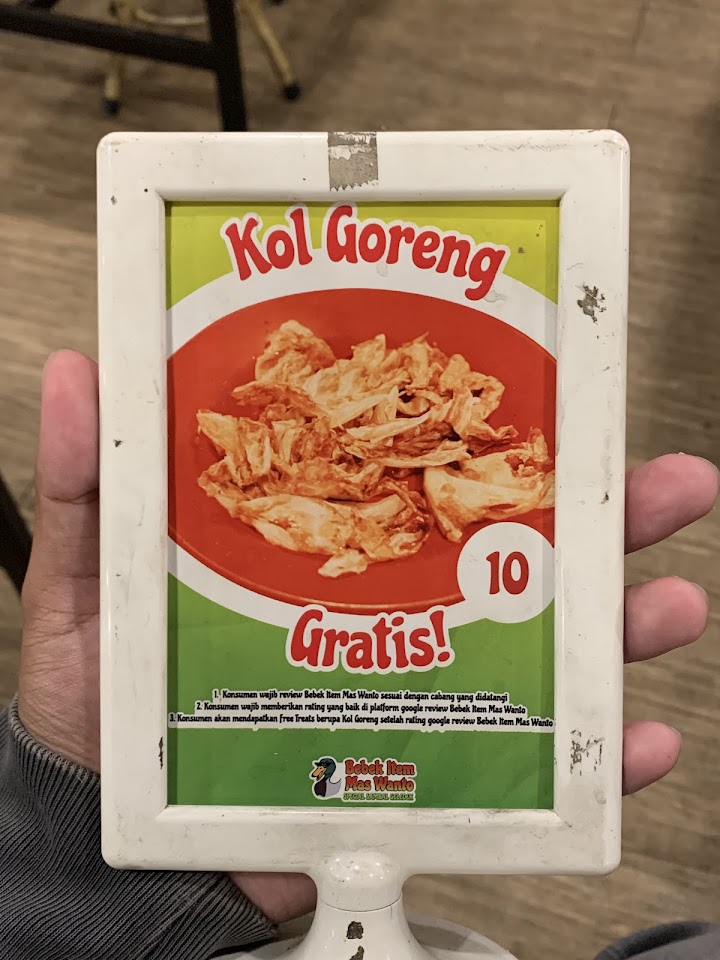 Kol Goreng
10
Gratis!
1. Konsumen wajib review Bebek Item Mas Wanto sesuai dengan cabang yang didatangi
2. Konsumen wajib memberikan rating yang baik di platform google review Bebek Item Mas Wanto
3. Konsumen akan mendapatkan free Treats berupa Kol Goreng setelah rating google review Bebek Item Mas Wanto
Bebek Item
Mas Wanto